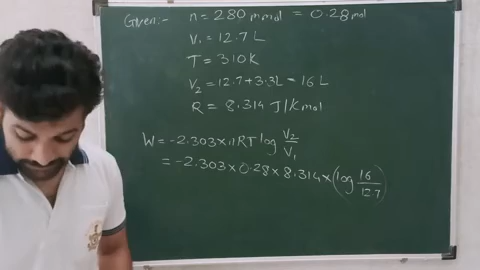 Given:- n = 280 mmol = 0.28 mol
V₁ = 12.7 L
T = 310 K
V₂ = 12.7+3.3L = 16 L
R = 8.314 J/K mol
W = -2.303×nRT log V₂/V₁
= -2.303×0.28×8.314×(log 16/12.7)